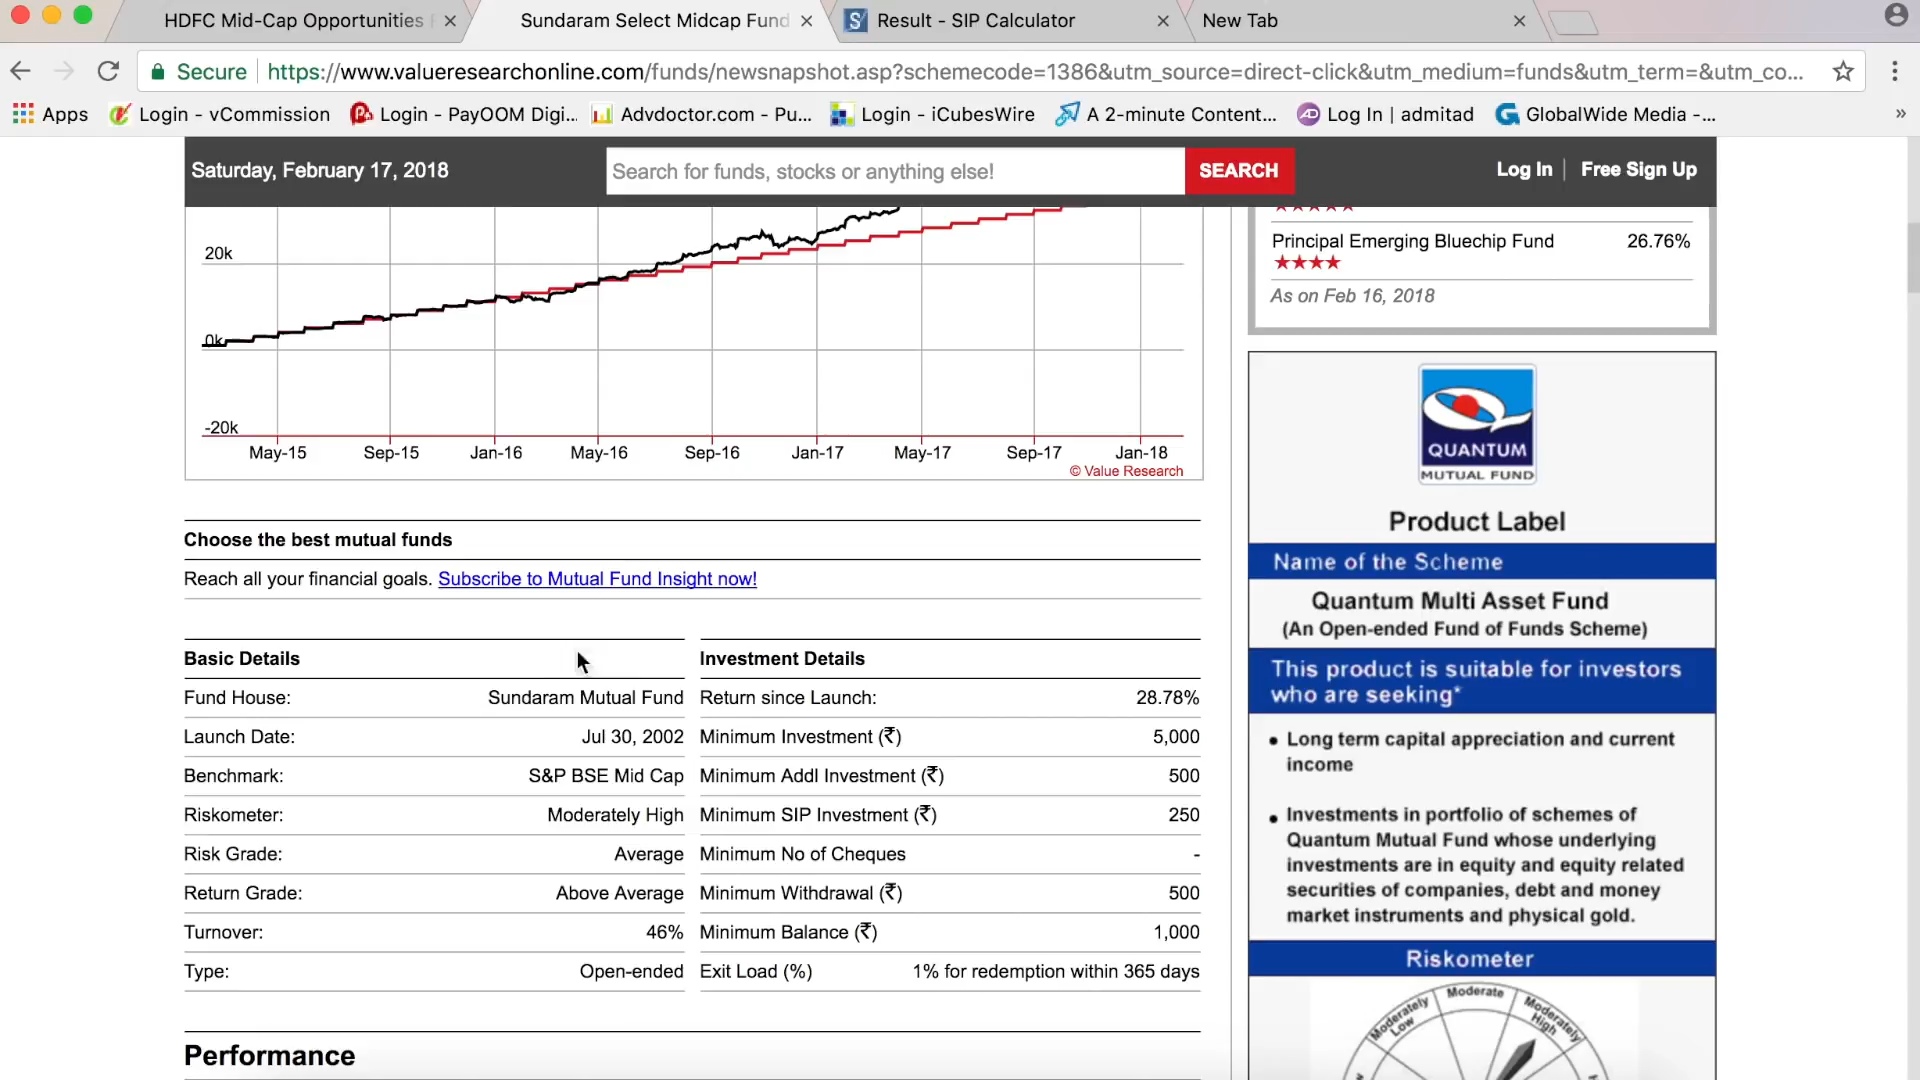 HDFC Mid-Cap Opportunities
Sundaram Select Midcap Fund
Result - SIP Calculator
New Tab
Secure
https://www.valueresearchonline.com/funds/newsnapshot.asp?schemecode=1386&utm_source=direct-click&utm_medium=funds&utm_term=&utm_co...
Apps
Login - vCommission
Login - PayOOM Digi...
Advdoctor.com - Pu...
Login - iCubesWire
A 2-minute Content...
Log In | admitad
GlobalWide Media -...
»
Saturday, February 17, 2018
Search for funds, stocks or anything else!
SEARCH
Log In
Free Sign Up
20k
0k
-20k
May-15 Sep-15 Jan-16 May-16 Sep-16 Jan-17 May-17 Sep-17 Jan-18
© Value Research
Choose the best mutual funds
Reach all your financial goals. Subscribe to Mutual Fund Insight now!
Basic Details
Fund House: Sundaram Mutual Fund
Launch Date: Jul 30, 2002
Benchmark: S&P BSE Mid Cap
Riskometer: Moderately High
Risk Grade: Average
Return Grade: Above Average
Turnover: 46%
Type: Open-ended
Investment Details
Return since Launch: 28.78%
Minimum Investment (₹) 5,000
Minimum Addl Investment (₹) 500
Minimum SIP Investment (₹) 250
Minimum No of Cheques -
Minimum Withdrawal (₹) 500
Minimum Balance (₹) 1,000
Exit Load (%) 1% for redemption within 365 days
Performance
Principal Emerging Bluechip Fund 26.76%
As on Feb 16, 2018
QUANTUM
MUTUAL FUND
Product Label
Name of the Scheme
Quantum Multi Asset Fund
(An Open-ended Fund of Funds Scheme)
This product is suitable for investors
who are seeking*
• Long term capital appreciation and current
income
• Investments in portfolio of schemes of
Quantum Mutual Fund whose underlying
investments are in equity and equity related
securities of companies, debt and money
market instruments and physical gold.
Riskometer
Moderately
Low
Moderate
Moderately
High